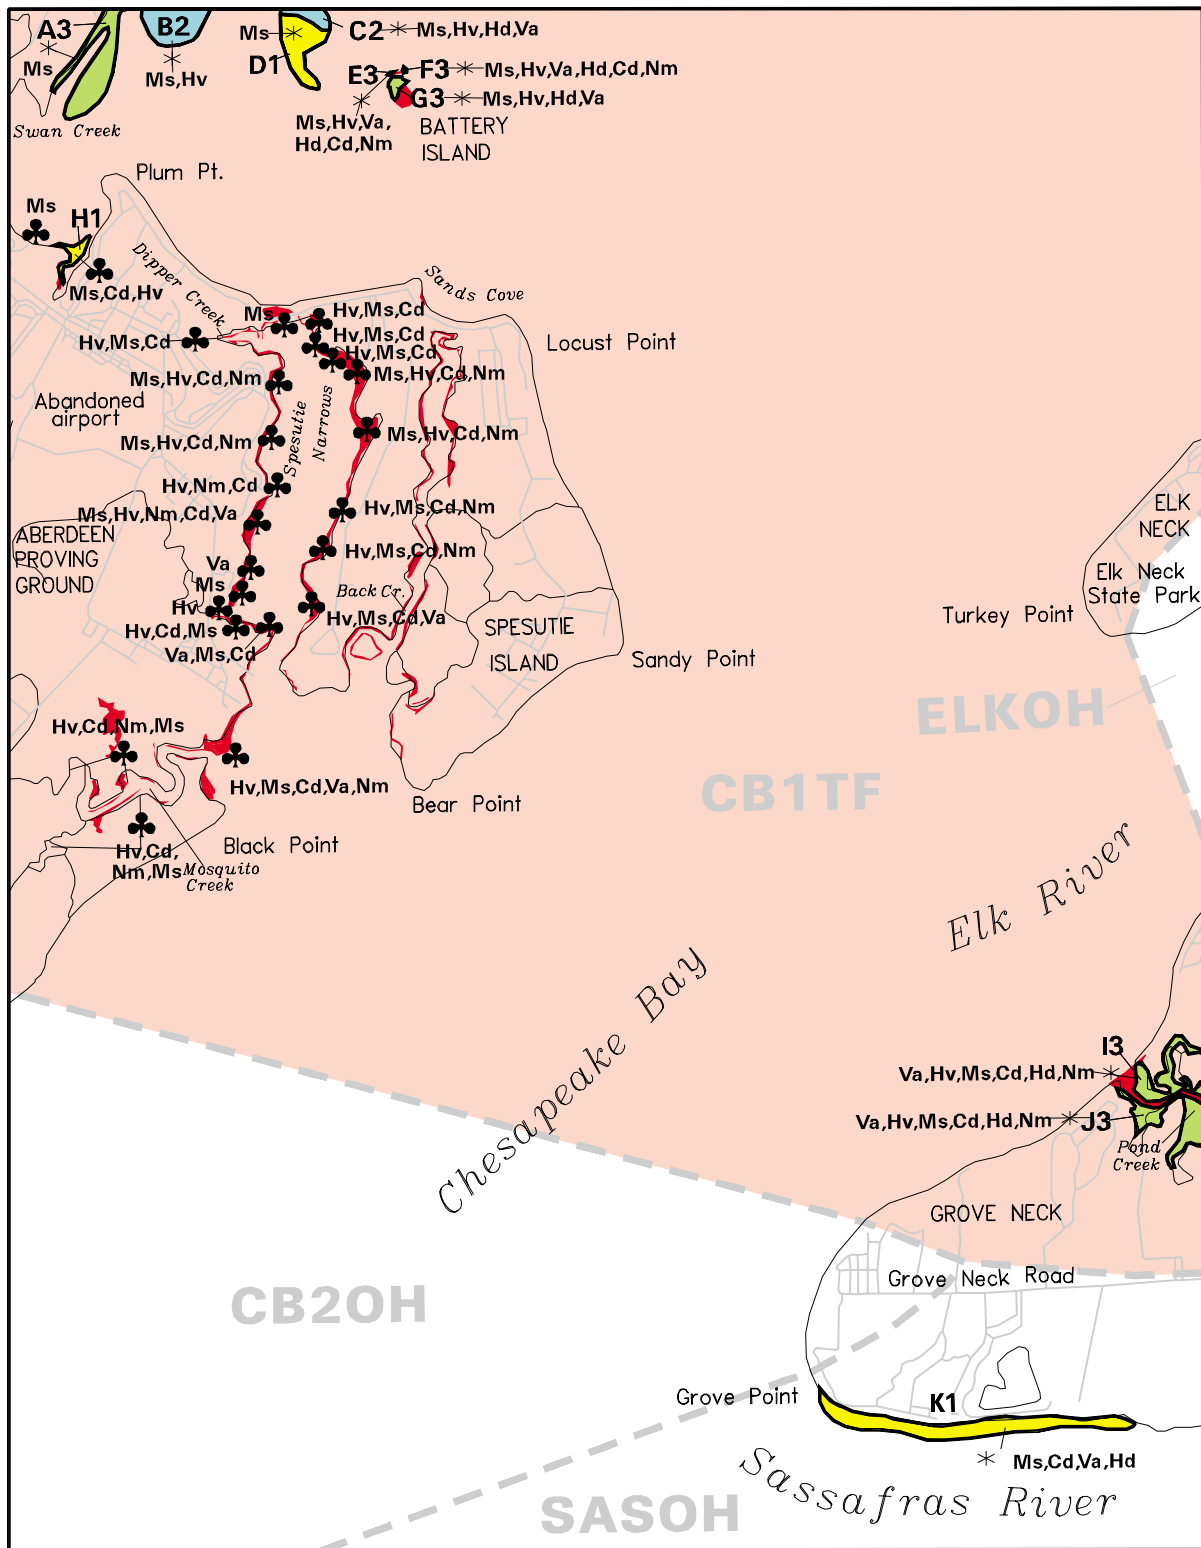 A3
B2
Ms
C2
Ms,Hv,Hd,Va
Ms
Ms,Hv
D1
E3
F3
Ms,Hv,Va,Hd,Cd,Nm
G3
Ms,Hv,Hd,Va
Swan Creek
Ms,Hv,Va,
Hd,Cd,Nm
BATTERY
ISLAND
Plum Pt.
Ms
H1
Ms,Cd,Hv
Dipper Creek
Sands Cove
Ms
Hv,Ms,Cd
Hv,Ms,Cd
Hv,Ms,Cd
Hv,Ms,Cd
Locust Point
Ms,Hv,Cd,Nm
Ms,Hv,Cd,Nm
Abandoned
airport
Spesutie
Narrows
Ms,Hv,Cd,Nm
Ms,Hv,Cd,Nm
Hv,Nm,Cd
Ms,Hv,Nm,Cd,Va
Hv,Ms,Cd,Nm
ABERDEEN
PROVING
GROUND
Hv,Ms,Cd,Nm
ELK
NECK
Va
Ms
Hv
Back Cr.
Elk Neck
State Park
Turkey Point
Hv,Ms,Cd,Va
Hv,Cd,Ms
Va,Ms,Cd
SPESUTIE
ISLAND
Sandy Point
ELKOH
Hv,Cd,Nm,Ms
Hv,Ms,Cd,Va,Nm
CB1TF
Bear Point
Black Point
Hv,Cd,
Nm,Ms
Mosquito
Creek
Elk River
Chesapeake Bay
I3
Va,Hv,Ms,Cd,Hd,Nm
Va,Hv,Ms,Cd,Hd,Nm
J3
Pond
Creek
GROVE NECK
Grove Neck Road
CB2OH
Grove Point
K1
Ms,Cd,Va,Hd
Sassafras River
SASOH